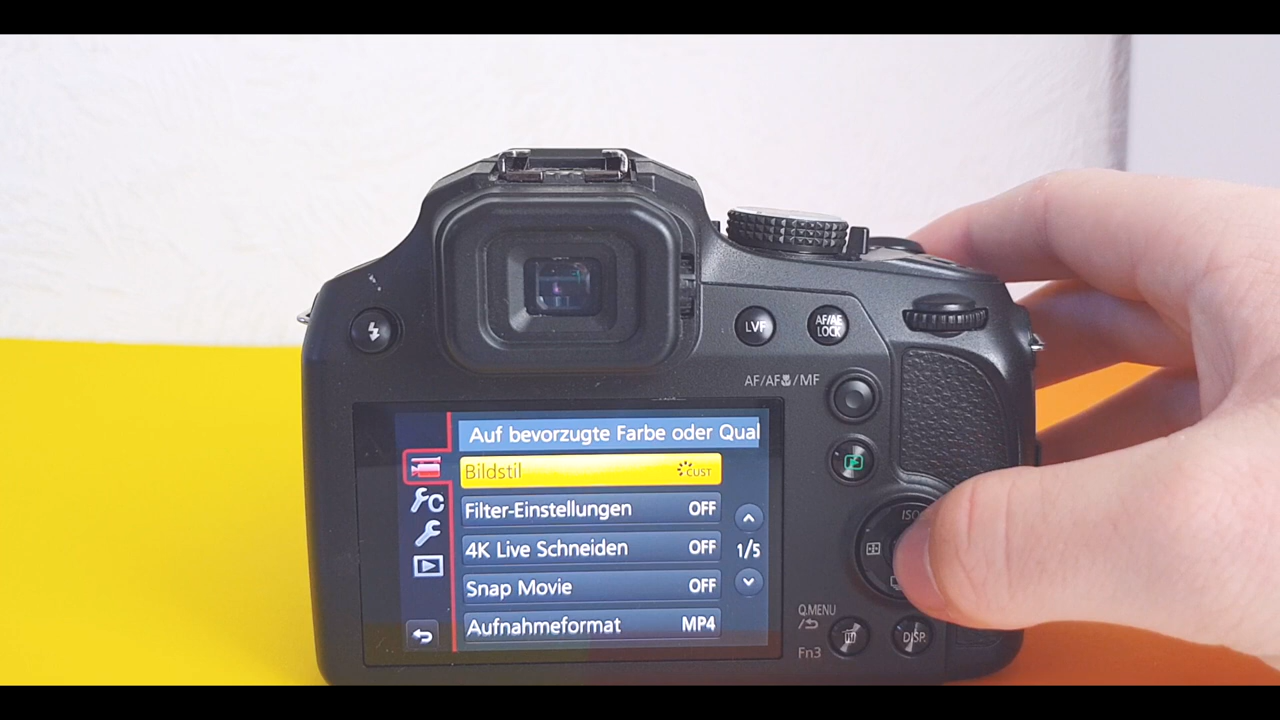 LVF
AF/AE
LOCK
AF/AF /MF
Auf bevorzugte Farbe oder Qual
Bildstil CUST
Filter-Einstellungen OFF
4K Live Schneiden OFF
Snap Movie OFF
Aufnahmeformat MP4
1/5
ISO
Q.MENU
Fn3
DISP.